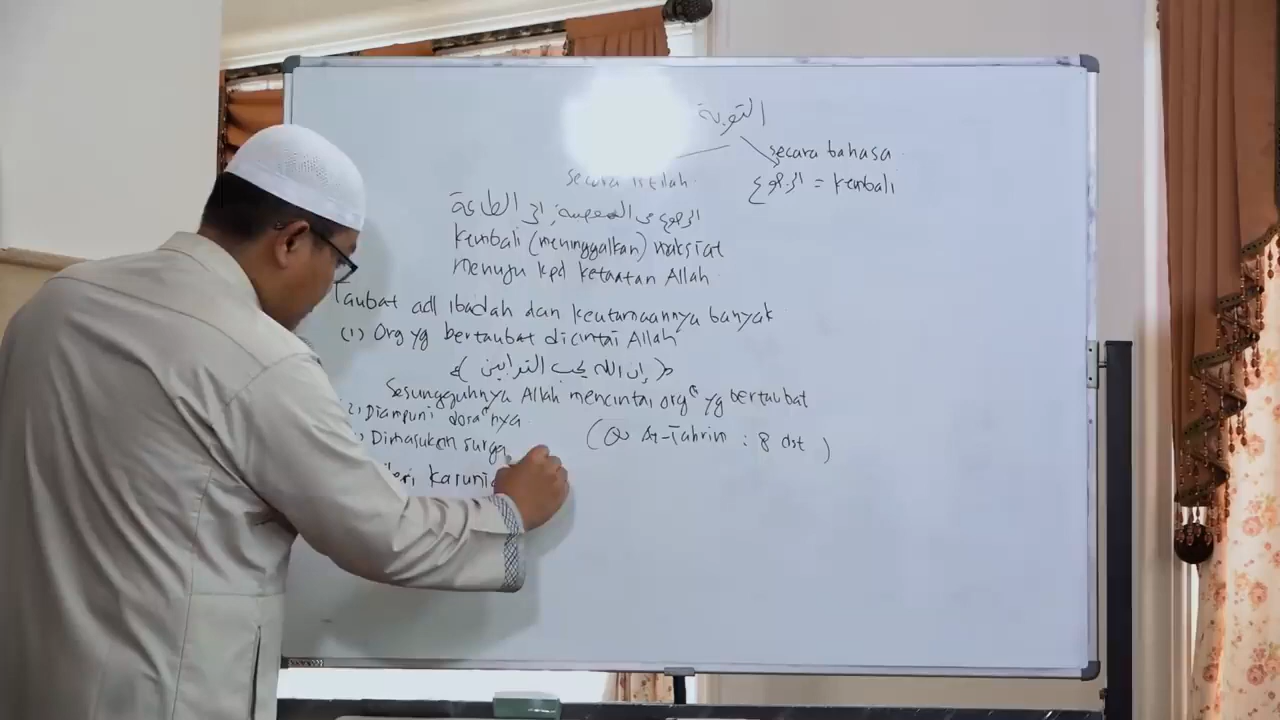 التوبة
secara bahasa
الرجوع = kembali
secara istilah
الرجوع من المعصية إلى الطاعة
kembali (meninggalkan) maksiat
menuju kpd ketaatan Allah
Taubat adl ibadah dan keutamaannya banyak
(1) Org yg bertaubat dicintai Allah
﴿ إن الله يحب التوابين ﴾
Sesungguhnya Allah mencintai org² yg bertaubat
(2) Diampuni dosa²nya
) Dimasukan surga
(QS At-Tahrim : 8 dst )
beri karunia